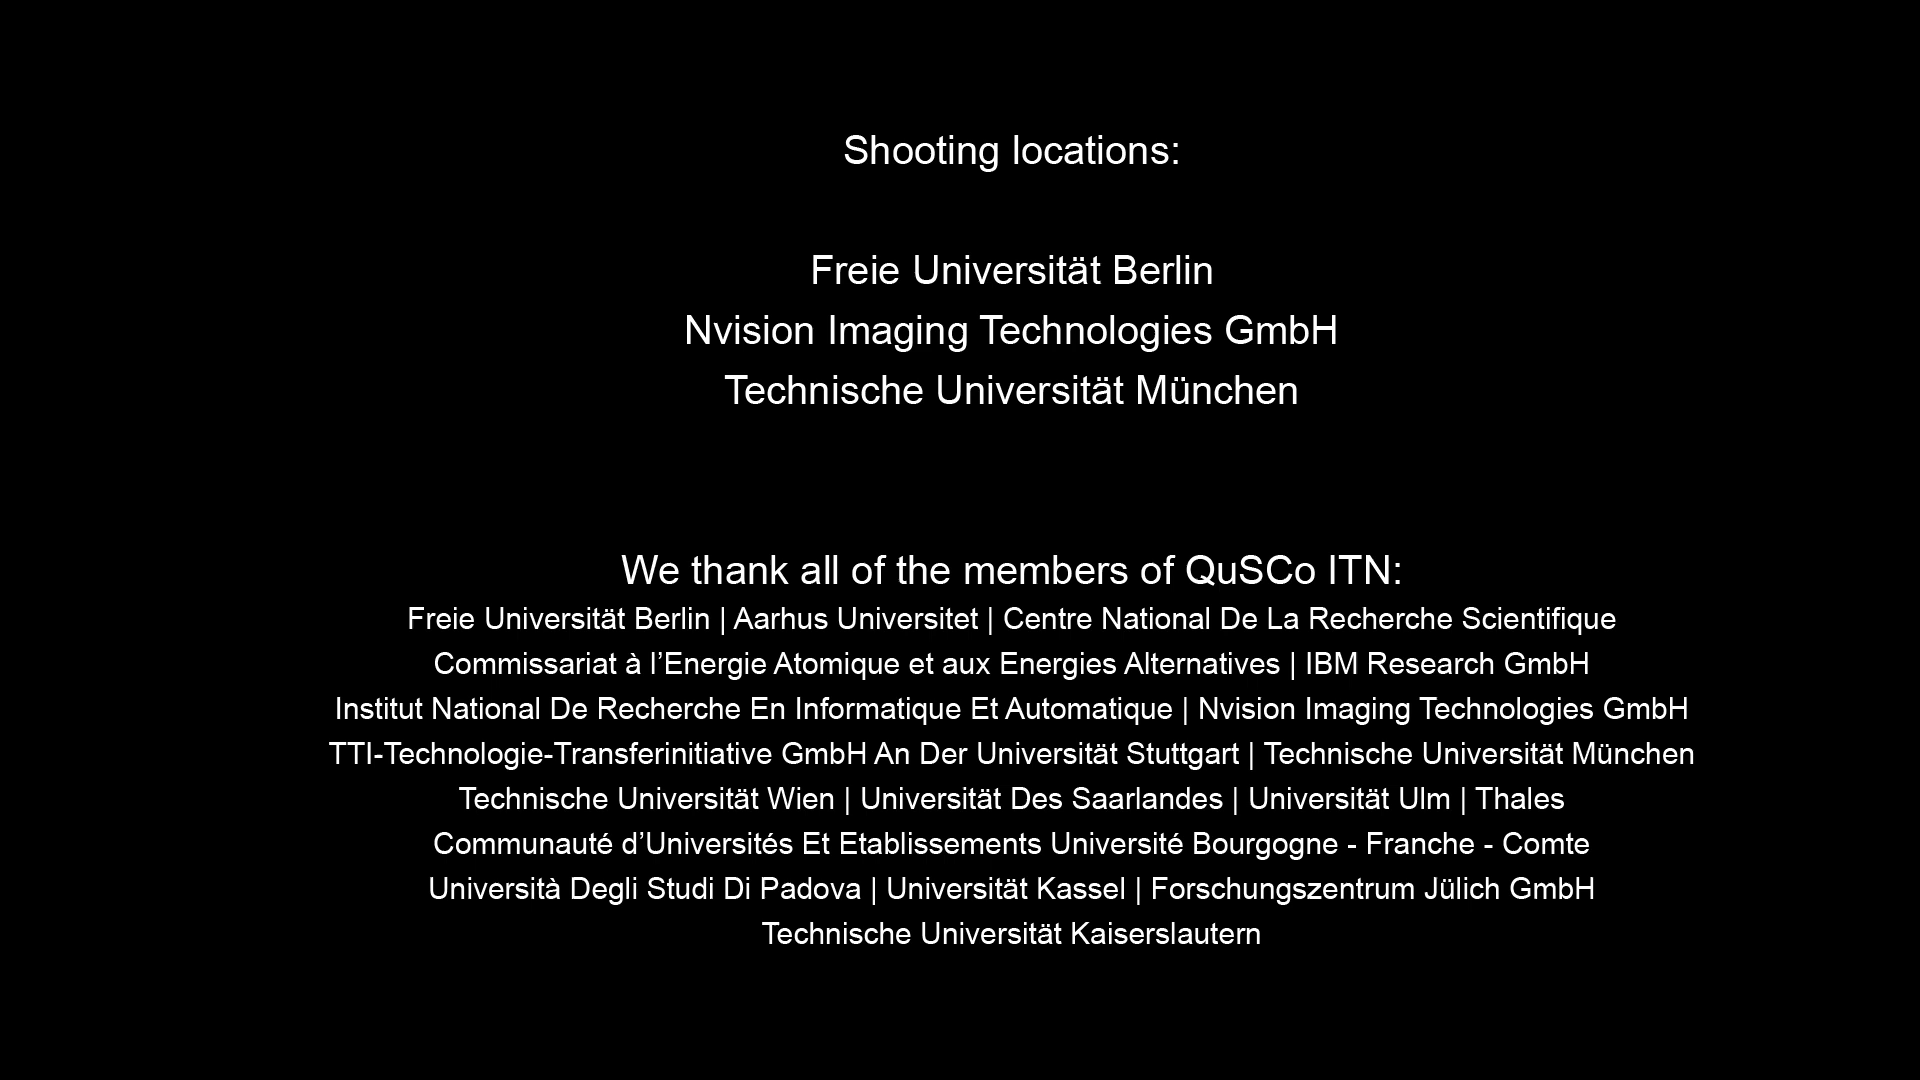 Shooting locations:
Freie Universität Berlin
Nvision Imaging Technologies GmbH
Technische Universität München
We thank all of the members of QuSCo ITN:
Freie Universität Berlin | Aarhus Universitet | Centre National De La Recherche Scientifique
Commissariat à l’Energie Atomique et aux Energies Alternatives | IBM Research GmbH
Institut National De Recherche En Informatique Et Automatique | Nvision Imaging Technologies GmbH
TTI-Technologie-Transferinitiative GmbH An Der Universität Stuttgart | Technische Universität München
Technische Universität Wien | Universität Des Saarlandes | Universität Ulm | Thales
Communauté d’Universités Et Etablissements Université Bourgogne - Franche - Comte
Università Degli Studi Di Padova | Universität Kassel | Forschungszentrum Jülich GmbH
Technische Universität Kaiserslautern